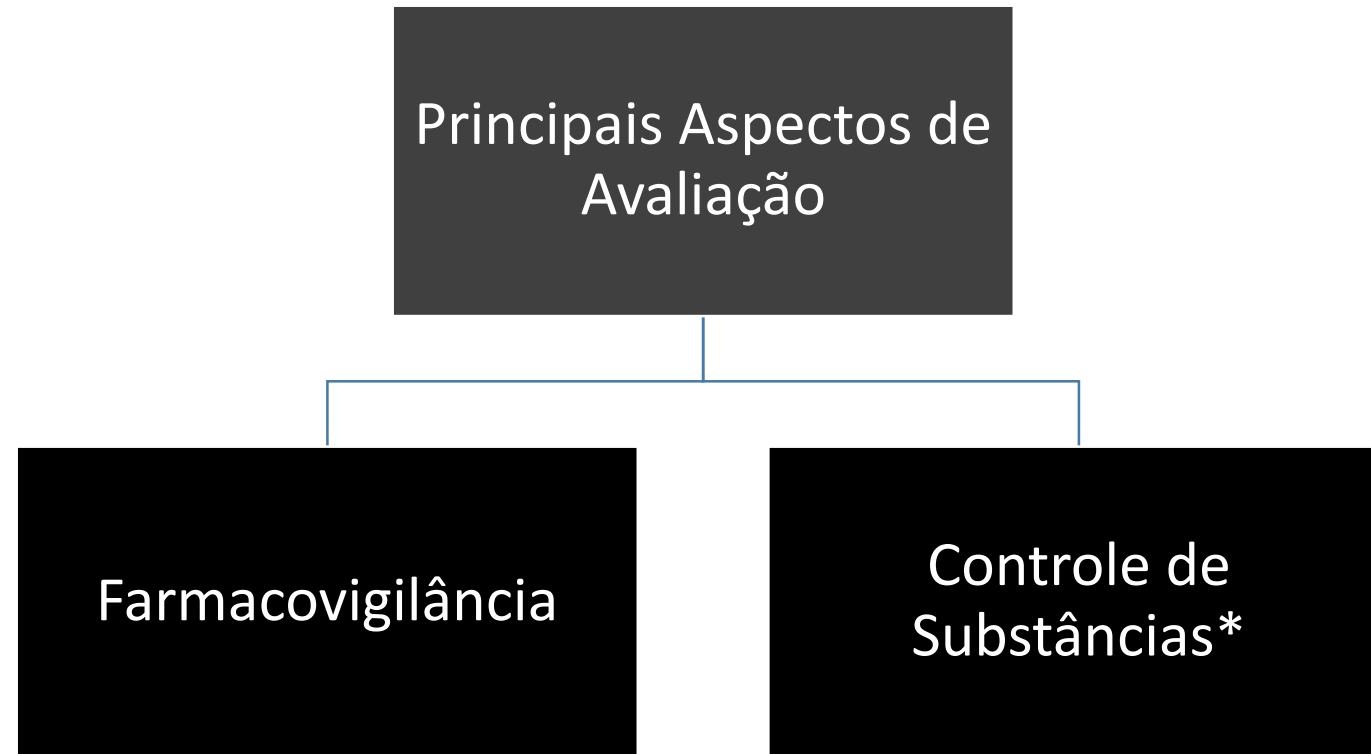 Principais Aspectos de
Avaliação
Farmacovigilância
Controle de
Substâncias*